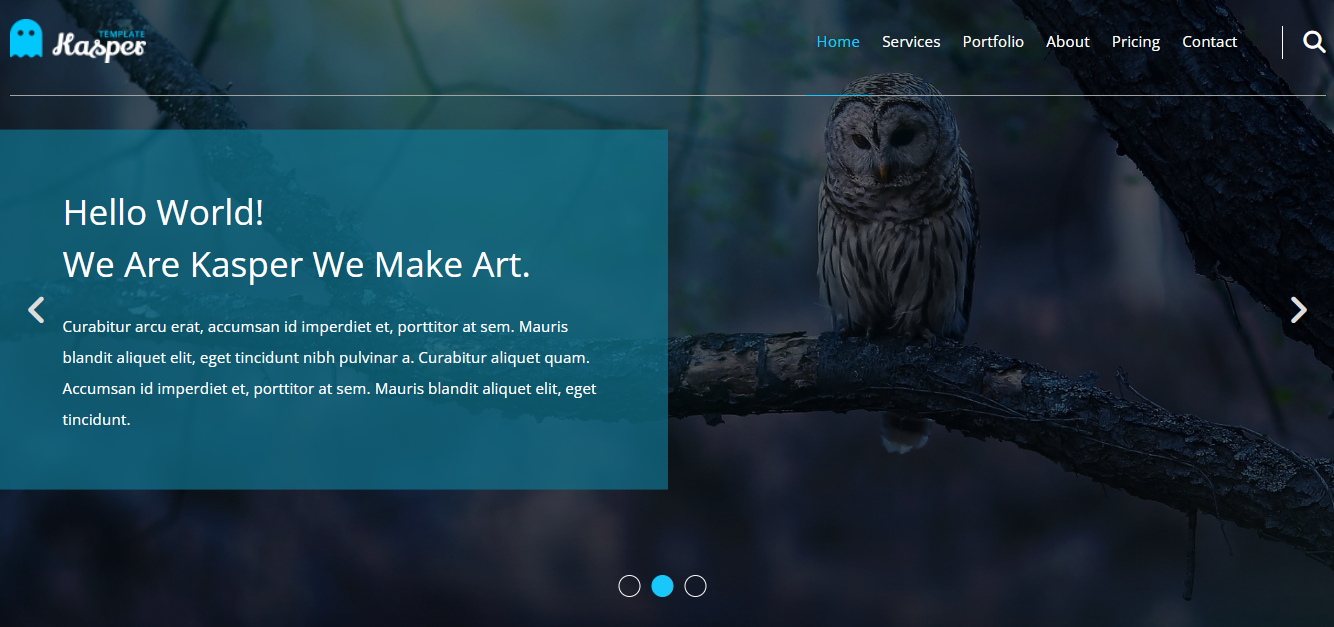 TEMPLATE
Kasper
Home Services Portfolio About Pricing Contact
Hello World!
We Are Kasper We Make Art.
Curabitur arcu erat, accumsan id imperdiet et, porttitor at sem. Mauris
blandit aliquet elit, eget tincidunt nibh pulvinar a. Curabitur aliquet quam.
Accumsan id imperdiet et, porttitor at sem. Mauris blandit aliquet elit, eget
tincidunt.